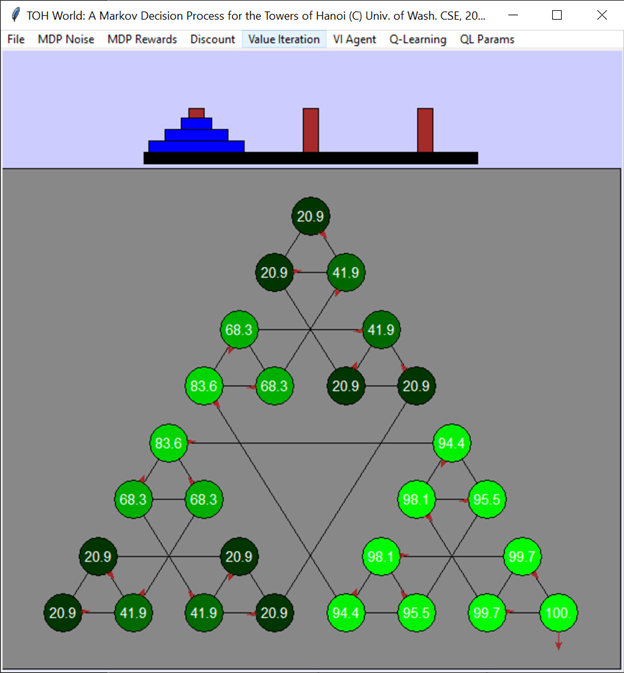 TOH World: A Markov Decision Process for the Towers of Hanoi (C) Univ. of Wash. CSE, 20...
File MDP Noise MDP Rewards Discount Value Iteration VI Agent Q-Learning QL Params
20.9
20.9 41.9
68.3 41.9
83.6 68.3 20.9 20.9
83.6 94.4
68.3 68.3 98.1 95.5
20.9 20.9 98.1 99.7
20.9 41.9 41.9 20.9 94.4 95.5 99.7 100